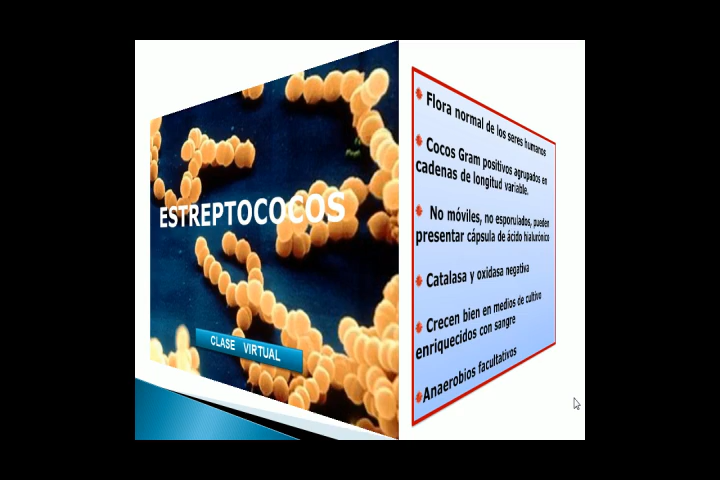 ESTREPTOCOCOS
CLASE VIRTUAL
Flora normal de los seres humanos
Cocos Gram positivos agrupados en
cadenas de longitud variable.
No móviles, no esporulados, pueden
presentar cápsula de ácido hialurónico
Catalasa y oxidasa negativa
Crecen bien en medios de cultivo
enriquecidos con sangre
Anaerobios facultativos